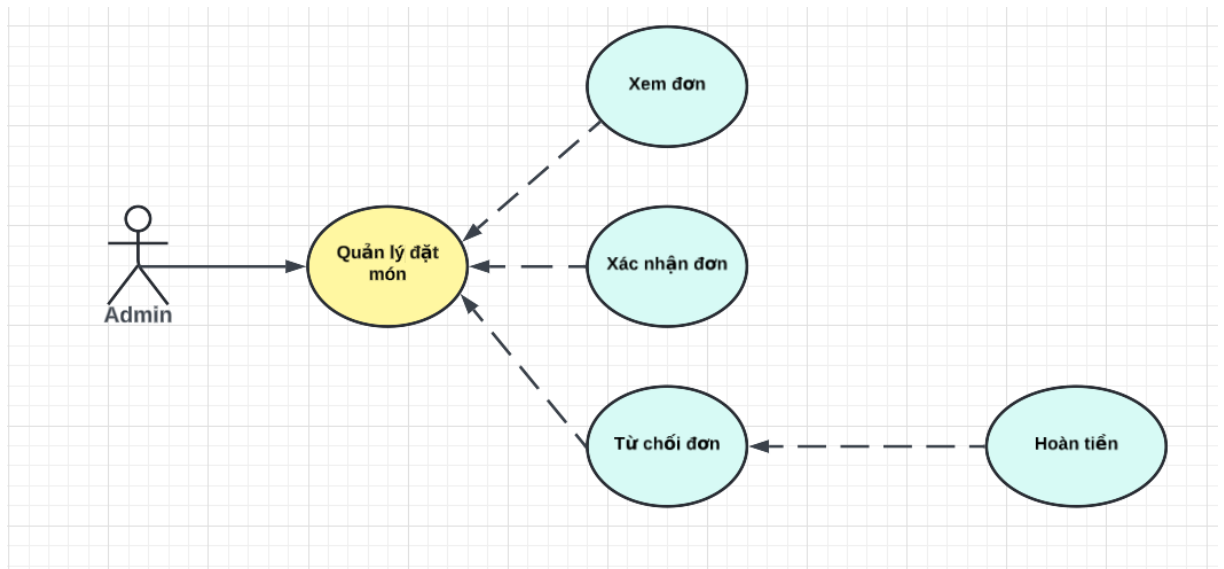 Xem đơn
Quản lý đặt
món
Xác nhận đơn
Admin
Từ chối đơn
Hoàn tiền